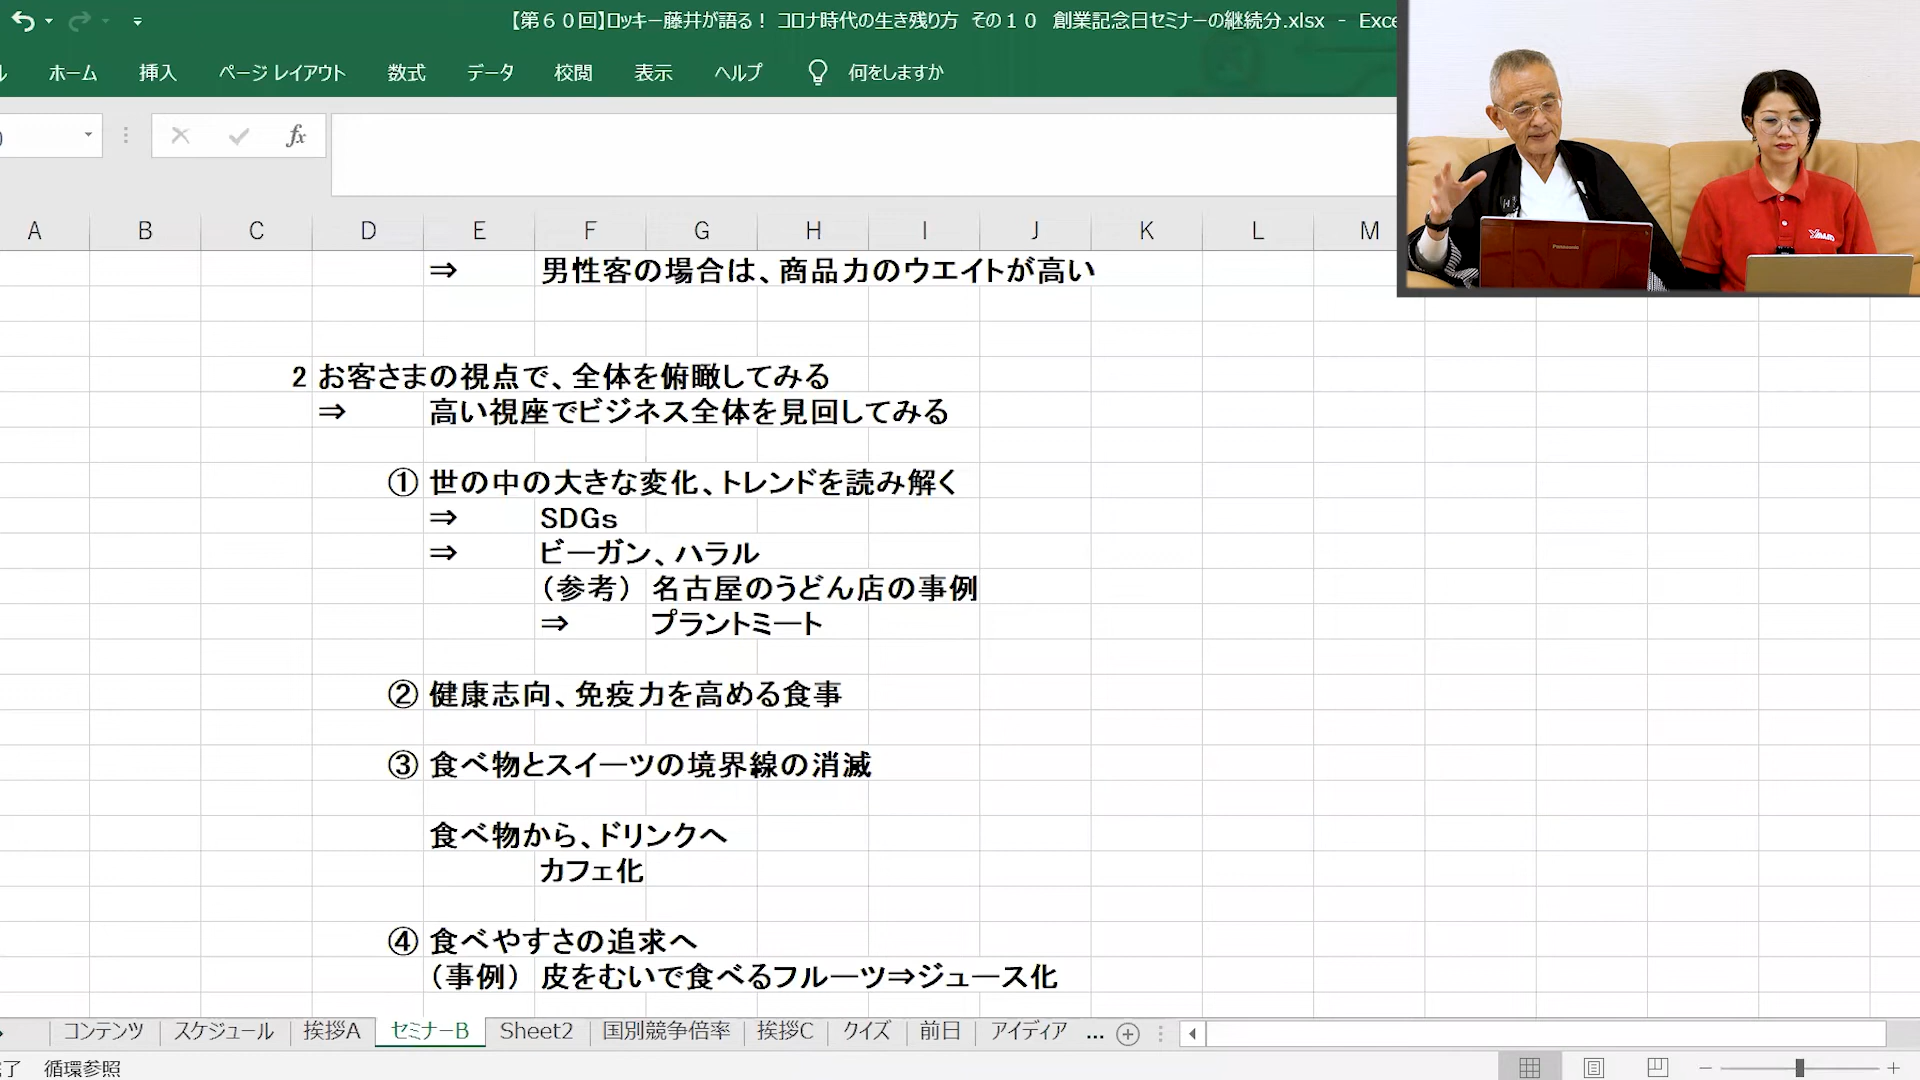 【第６０回】ロッキー藤井が語る！ コロナ時代の生き残り方 その１０ 創業記念日セミナーの継続分.xlsx - Exce
ホーム 挿入 ページ レイアウト 数式 データ 校閲 表示 ヘルプ 何をしますか
fx
A B C D E F G H I J K L M
⇒ 男性客の場合は、商品力のウエイトが高い
2 お客さまの視点で、全体を俯瞰してみる
⇒ 高い視座でビジネス全体を見回してみる
① 世の中の大きな変化、トレンドを読み解く
⇒ SDGs
⇒ ビーガン、ハラル
（参考） 名古屋のうどん店の事例
⇒ プラントミート
② 健康志向、免疫力を高める食事
③ 食べ物とスイーツの境界線の消滅
食べ物から、ドリンクへ
カフェ化
④ 食べやすさの追求へ
（事例） 皮をむいで食べるフルーツ⇒ジュース化
コンテンツ スケジュール 挨拶A セミナーB Sheet2 国別競争倍率 挨拶C クイズ 前日 アイディア ...
了 循環参照